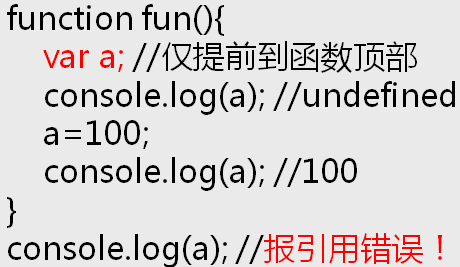 function fun(){
var a; //仅提前到函数顶部
console.log(a); //undefined
a=100;
console.log(a); //100
}
console.log(a); //报引用错误！